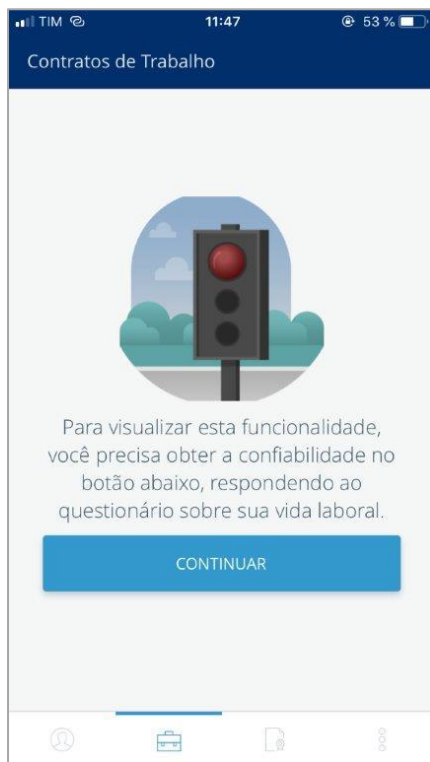 TIM 11:47 53 %
Contratos de Trabalho
Para visualizar esta funcionalidade,
você precisa obter a confiabilidade no
botão abaixo, respondendo ao
questionário sobre sua vida laboral.
CONTINUAR